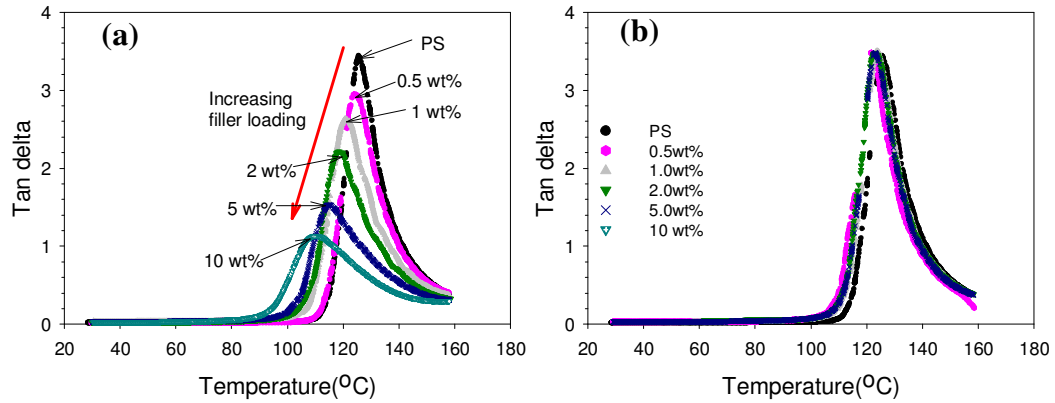 (a)
Tan delta
4
3
2
1
0
PS
0.5 wt%
1 wt%
Increasing
filler loading
2 wt%
5 wt%
10 wt%
20 40 60 80 100 120 140 160 180
Temperature(°C)
(b)
Tan delta
4
3
2
1
0
PS
0.5wt%
1.0wt%
2.0wt%
5.0wt%
10 wt%
20 40 60 80 100 120 140 160 180
Temperature(°C)